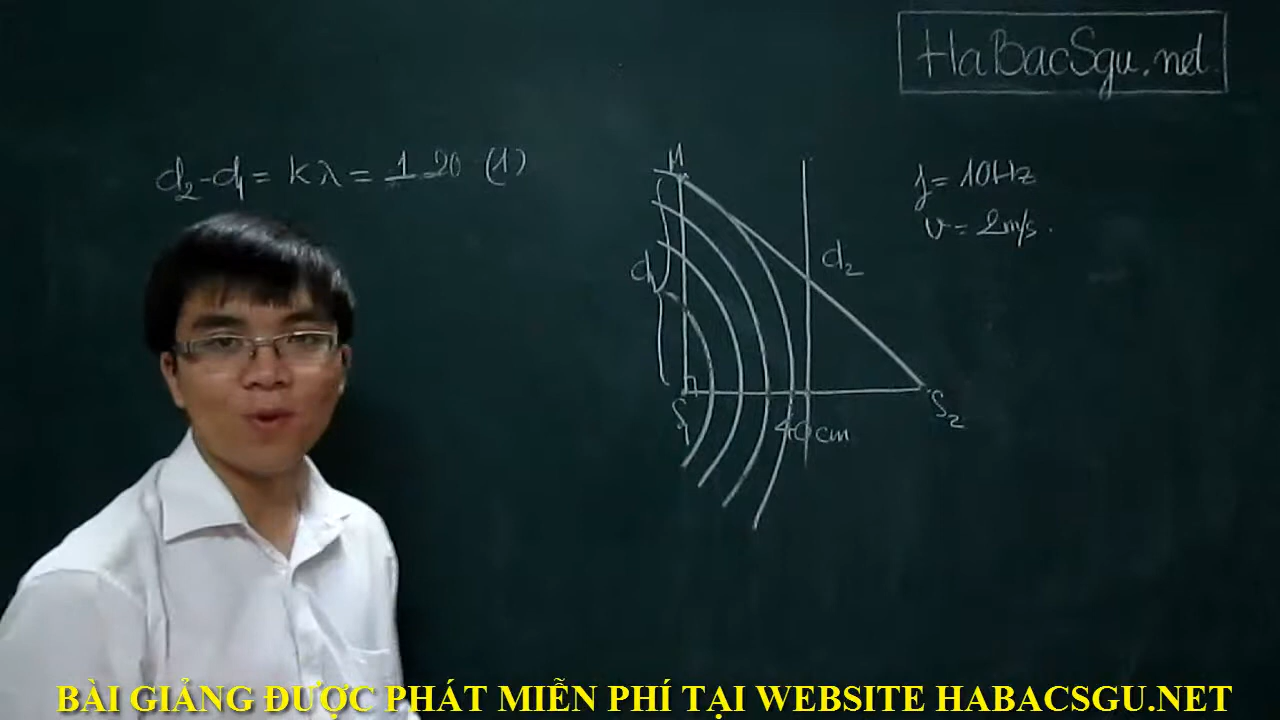 HaBacSgu.net
d₂-d₁ = kλ = 1.20 (1)
M
f = 10Hz
v = 2m/s.
d₂
d₁
S₁
40cm
S₂
BÀI GIẢNG ĐƯỢC PHÁT MIỄN PHÍ TẠI WEBSITE HABACSGU.NET